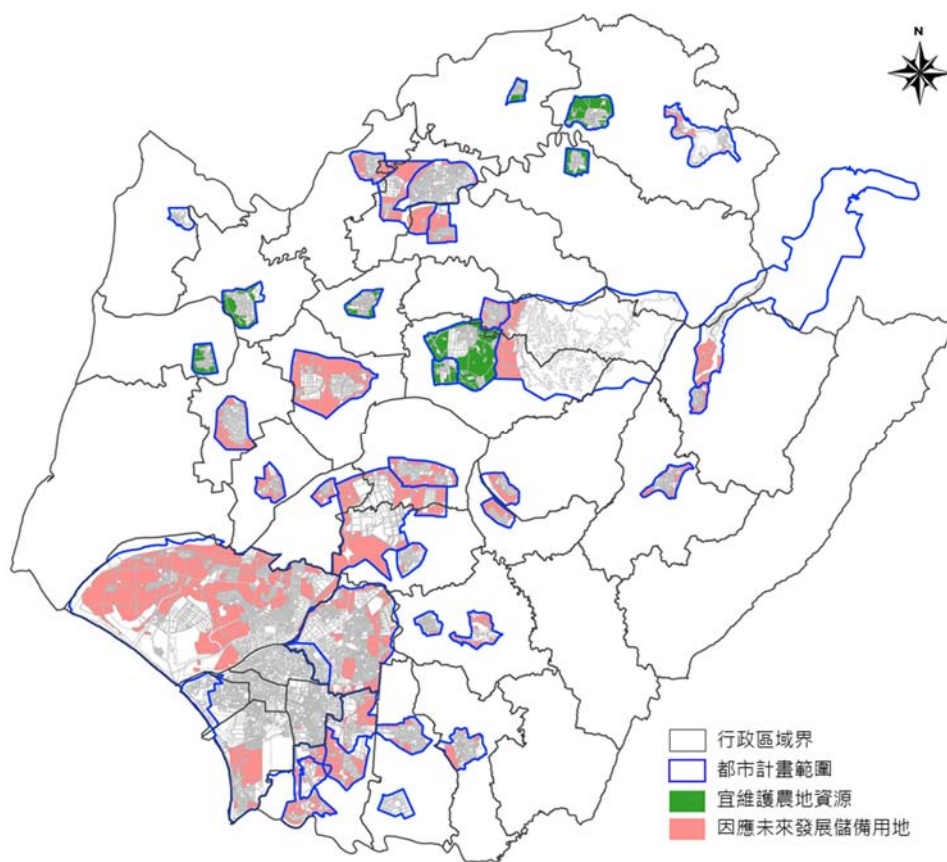 N
行政區域界
都市計畫範圍
宜維護農地資源
因應未來發展儲備用地